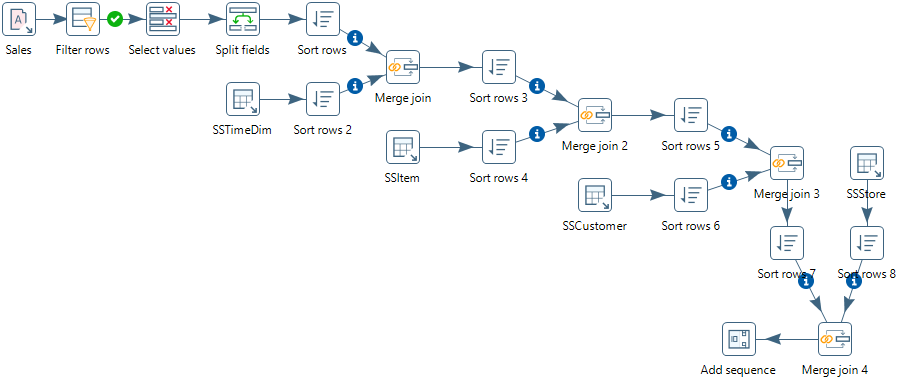 Sales
Filter rows
Select values
Split fields
Sort rows
SSTimeDim
Sort rows 2
Merge join
Sort rows 3
SSItem
Sort rows 4
Merge join 2
Sort rows 5
SSCustomer
Sort rows 6
Merge join 3
SSStore
Sort rows 7
Sort rows 8
Add sequence
Merge join 4